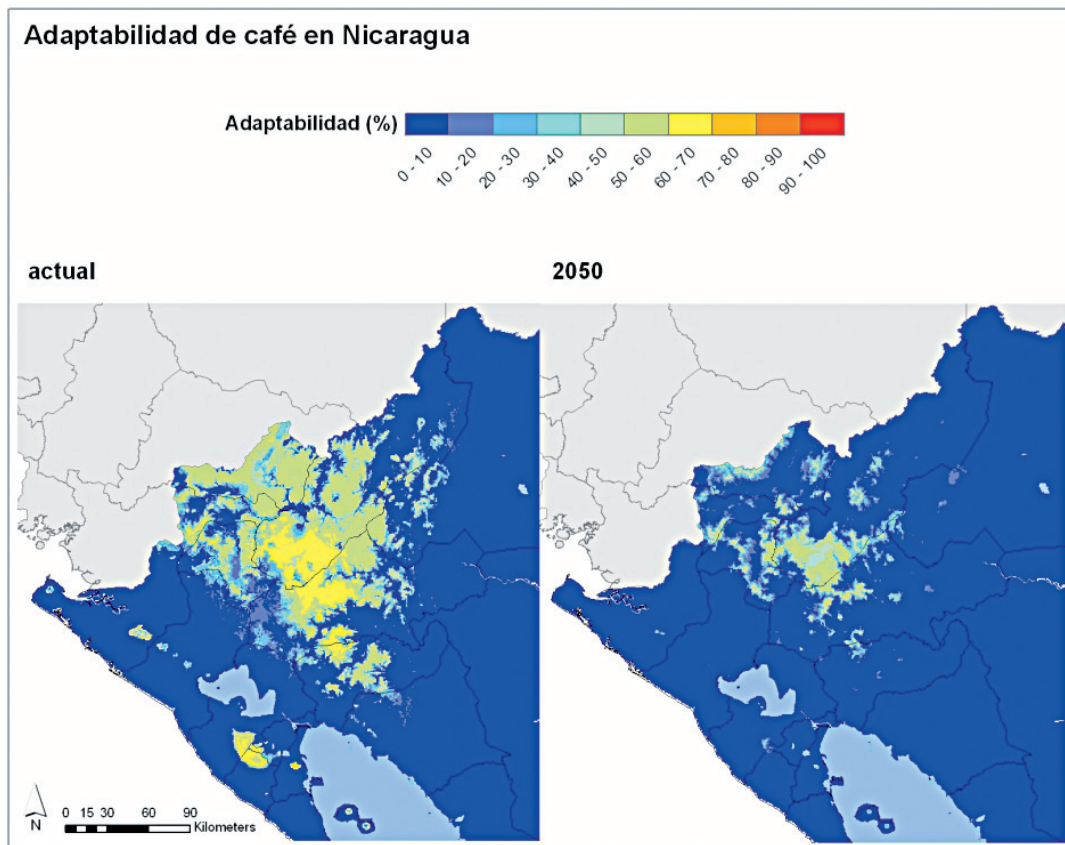 Adaptabilidad de café en Nicaragua
Adaptabilidad (%)
0 - 10
10 - 20
20 - 30
30 - 40
40 - 50
50 - 60
60 - 70
70 - 80
80 - 90
90 - 100
actual
2050
N
0 15 30 60 90
Kilometers